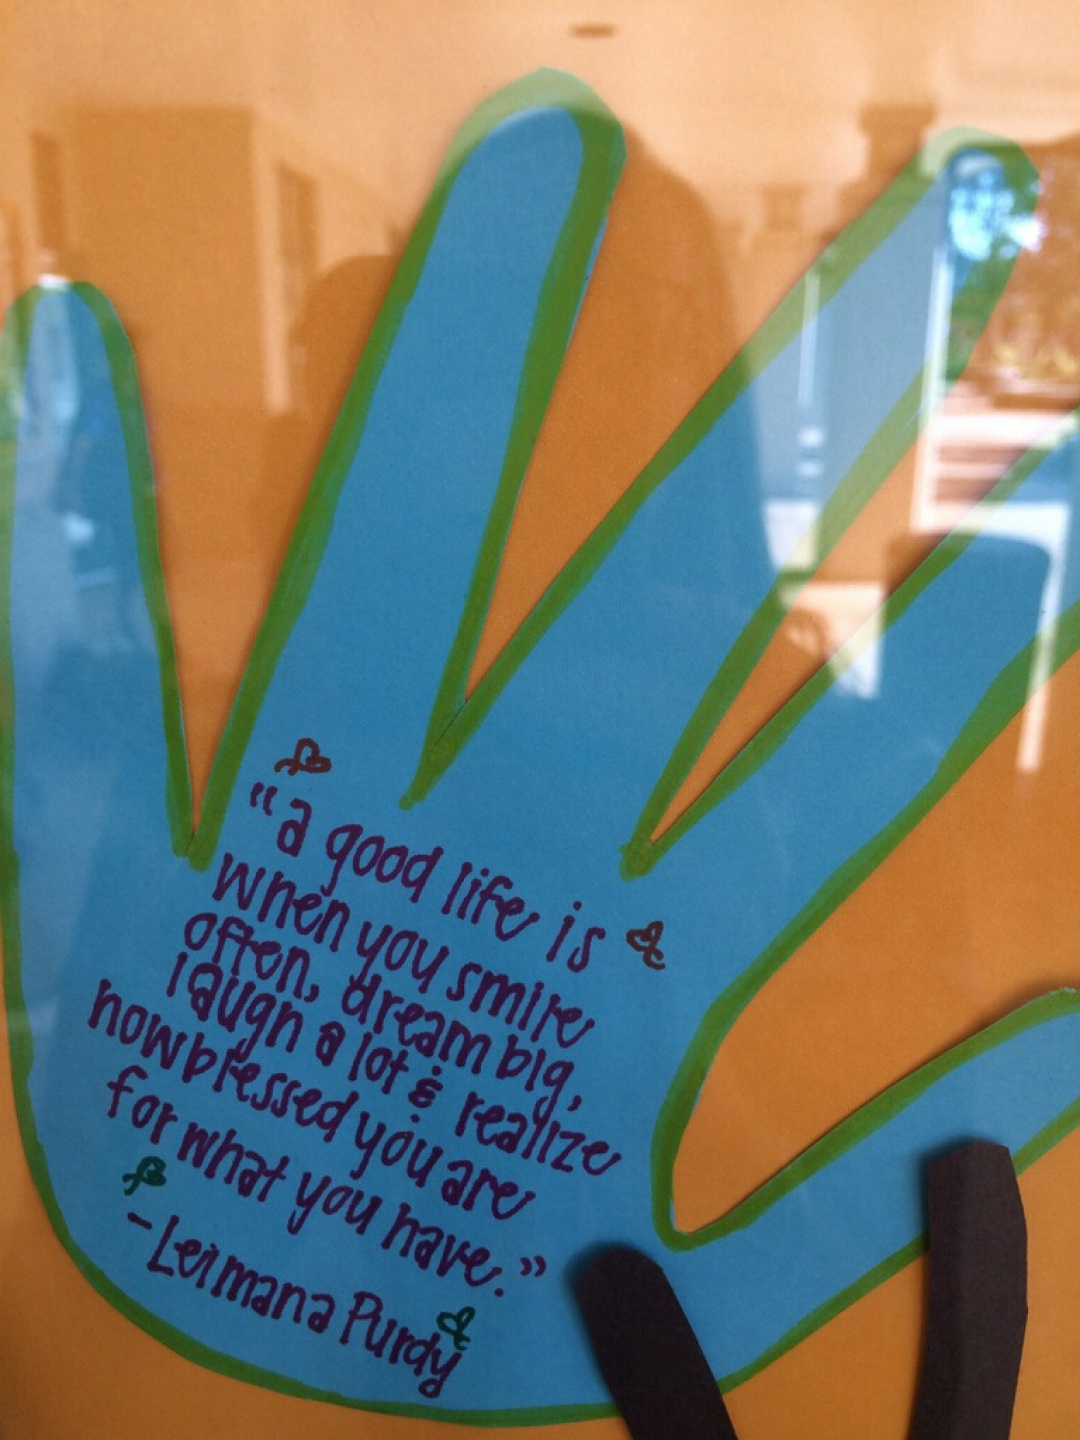 "a good life is
when you smile
often, dream big,
laugh a lot & realize
how blessed you are
for what you have."
- Leimana Purdy